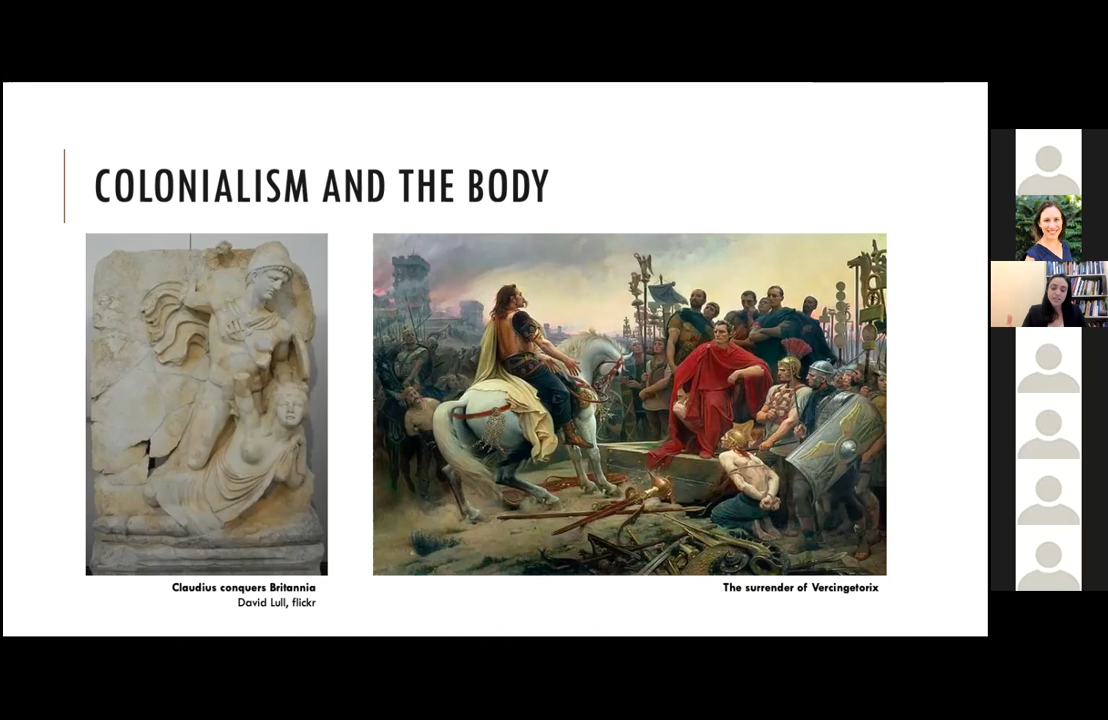 COLONIALISM AND THE BODY
Claudius conquers Britannia
David Lull, flickr
The surrender of Vercingetorix